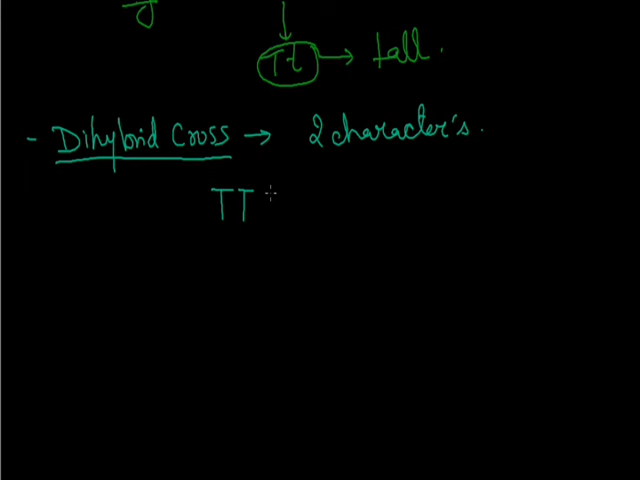 Tt → tall.
- Dihybrid Cross → 2 character's.
TT